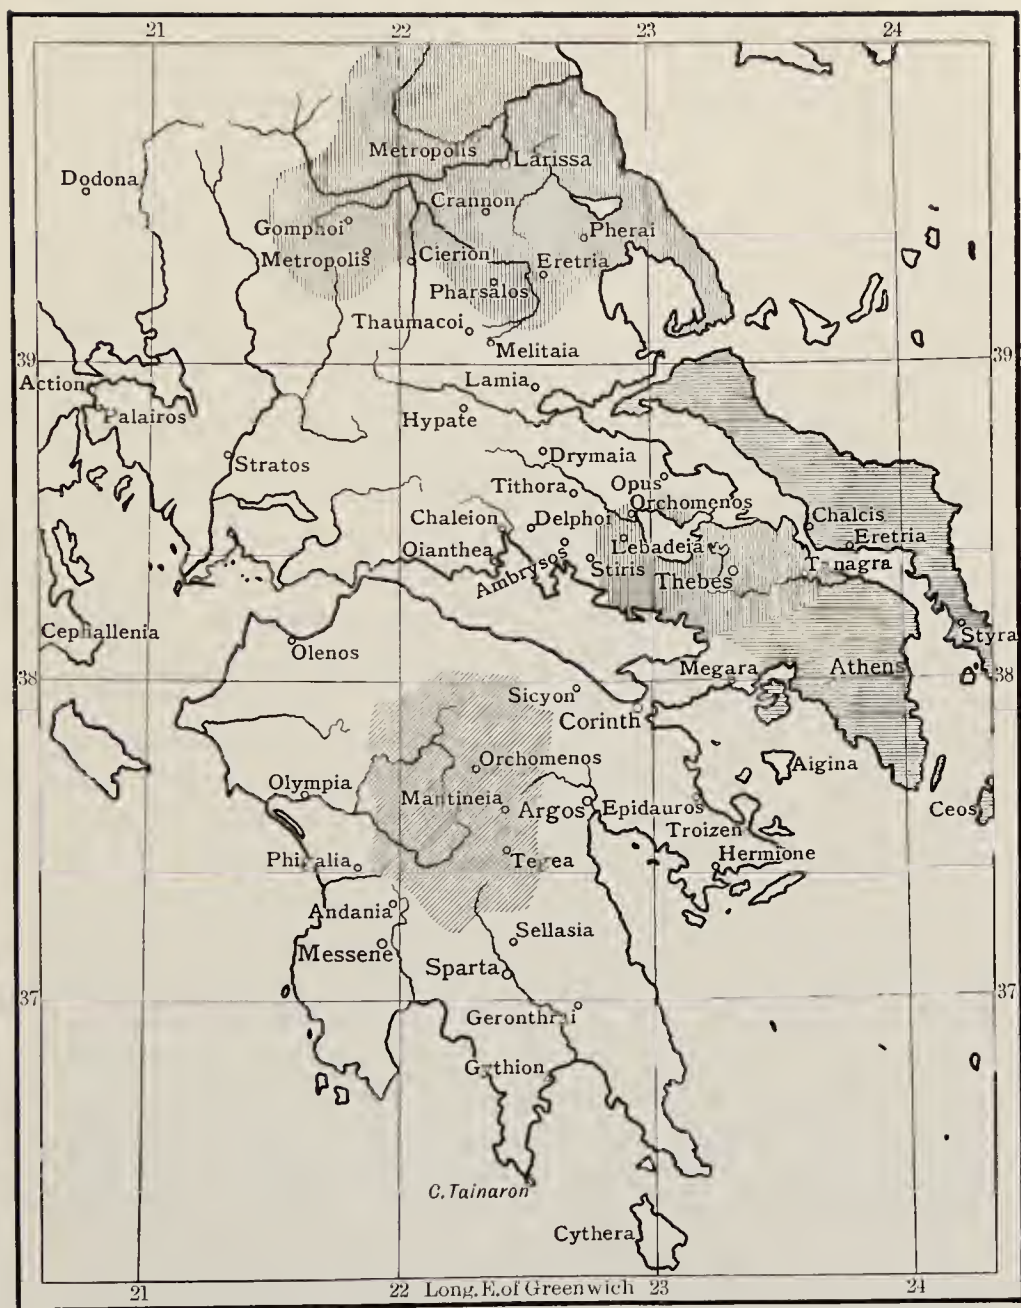 21 22 23 24
Metropolis
Larissa
Dodona
Crannon
Gomphoi
Pherai
Metropolis
Cierion
Eretria
Pharsalos
Thaumacoi
Melitaia
39
39
Action
Lamia
Palairos
Hypate
Drymaia
Stratos
Opus
Tithora
Orchomenos
Chaleion
Delphoi
Chalcis
Eretria
Oianthea
Lebadeia
Ambrysos
Stiris
Thebes
T nagra
Cephallenia
Styra
Olenos
38
Megara
Athens
38
Sicyon
Corinth
Orchomenos
Aigina
Olympia
Mantineia
Argos
Epidauros
Ceos
Troizen
Phigalia
Tegea
Hermione
Andania
Sellasia
Messene
Sparta
37
37
Geronthrai
Gythion
C. Tainaron
Cythera
21 22 Long. E. of Greenwich 23 24